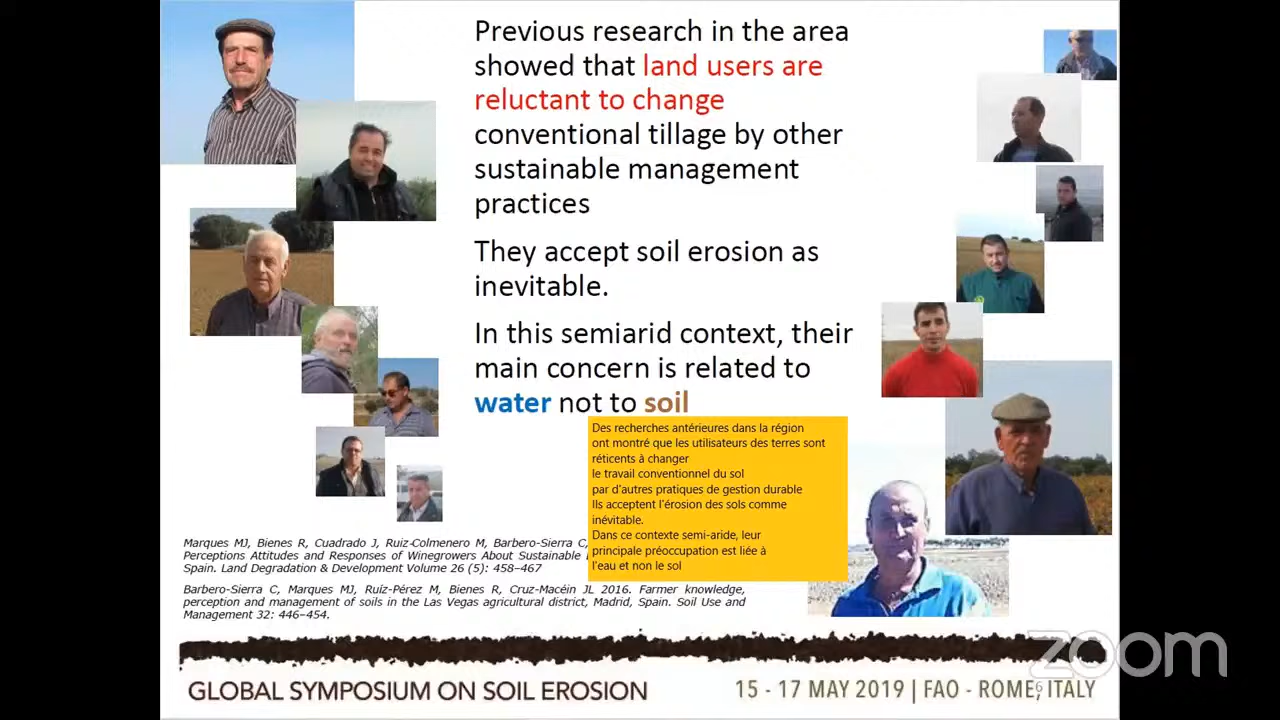 Previous research in the area
showed that land users are
reluctant to change
conventional tillage by other
sustainable management
practices
They accept soil erosion as
inevitable.
In this semiarid context, their
main concern is related to
water not to soil
Des recherches antérieures dans la région
ont montré que les utilisateurs des terres sont
réticents à changer
le travail conventionnel du sol
par d'autres pratiques de gestion durable
Ils acceptent l'érosion des sols comme
inévitable.
Dans ce contexte semi-aride, leur
principale préoccupation est liée à
l'eau et non le sol
Marques MJ, Bienes R, Cuadrado J, Ruiz-Colmenero M, Barbero-Sierra C,
Perceptions Attitudes and Responses of Winegrowers About Sustainable
Spain. Land Degradation & Development Volume 26 (5): 458–467
Barbero-Sierra C, Marques MJ, Ruíz-Pérez M, Bienes R, Cruz-Macéin JL 2016. Farmer knowledge,
perception and management of soils in the Las Vegas agricultural district, Madrid, Spain. Soil Use and
Management 32: 446–454.
zoom
GLOBAL SYMPOSIUM ON SOIL EROSION
15 - 17 MAY 2019 | FAO - ROME, ITALY
6